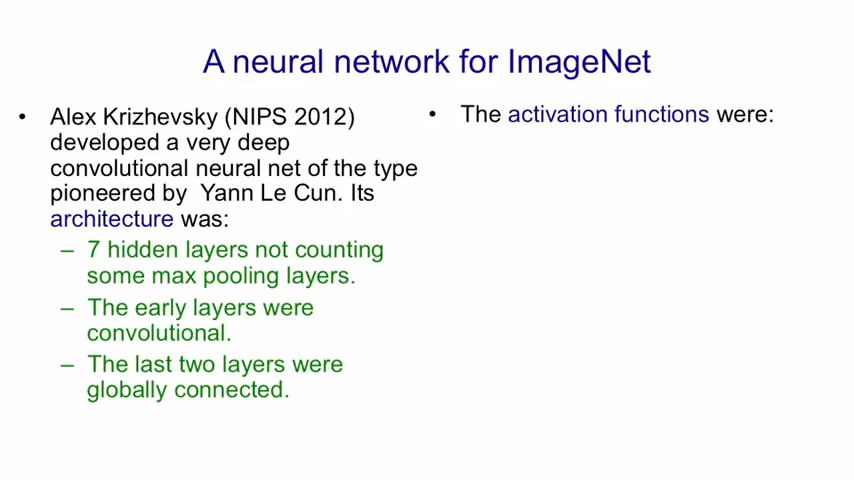 A neural network for ImageNet
• Alex Krizhevsky (NIPS 2012)
developed a very deep
convolutional neural net of the type
pioneered by Yann Le Cun. Its
architecture was:
– 7 hidden layers not counting
some max pooling layers.
– The early layers were
convolutional.
– The last two layers were
globally connected.
• The activation functions were: